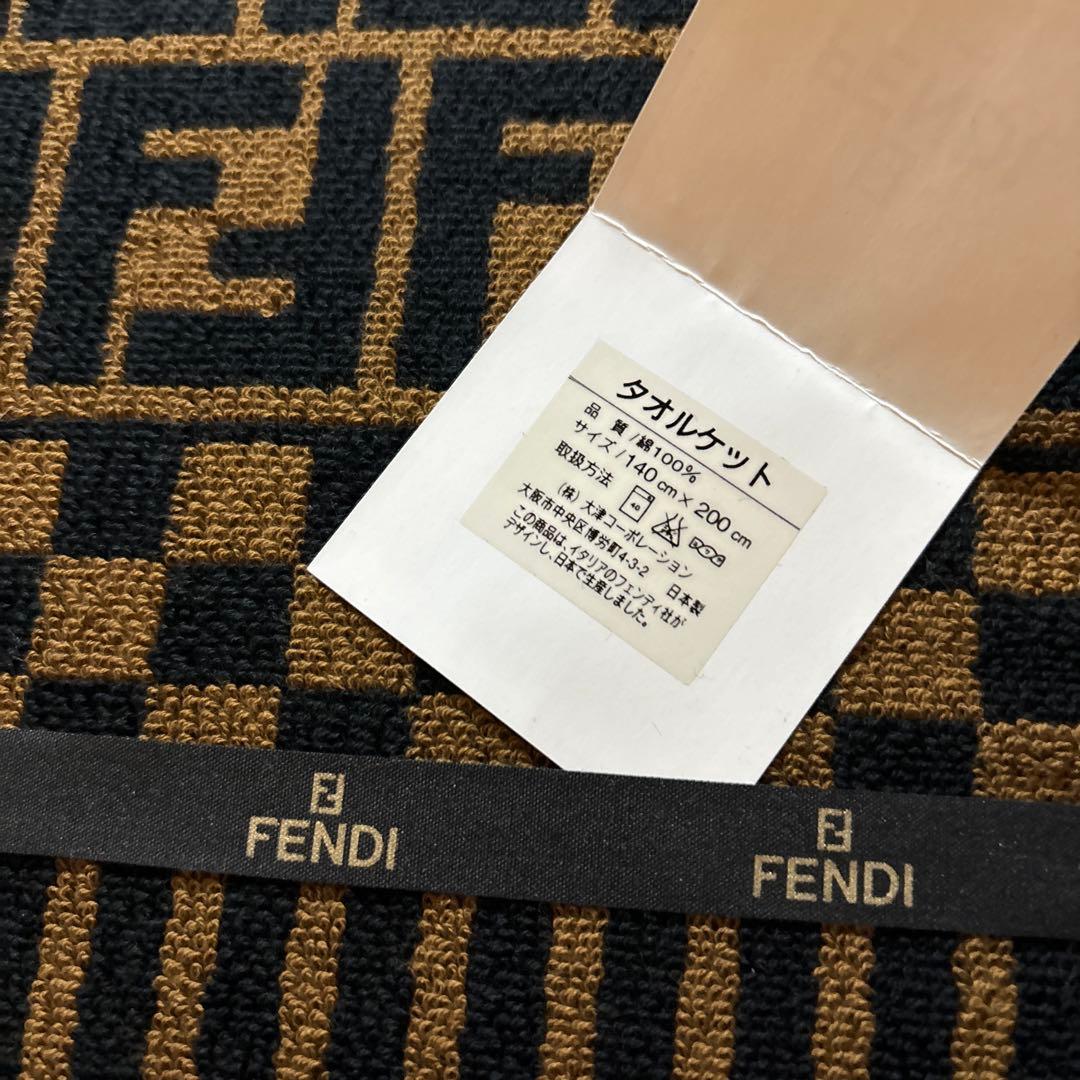 タオルケット
品 質/綿100%
サイズ/140cm×200cm
取扱方法
40
(株)大津コーポレーション
大阪市中央区博労町4-3-2 日本製
この商品は、イタリアのフェンディ社が
デザインし、日本で生産しました。
FENDI
FENDI